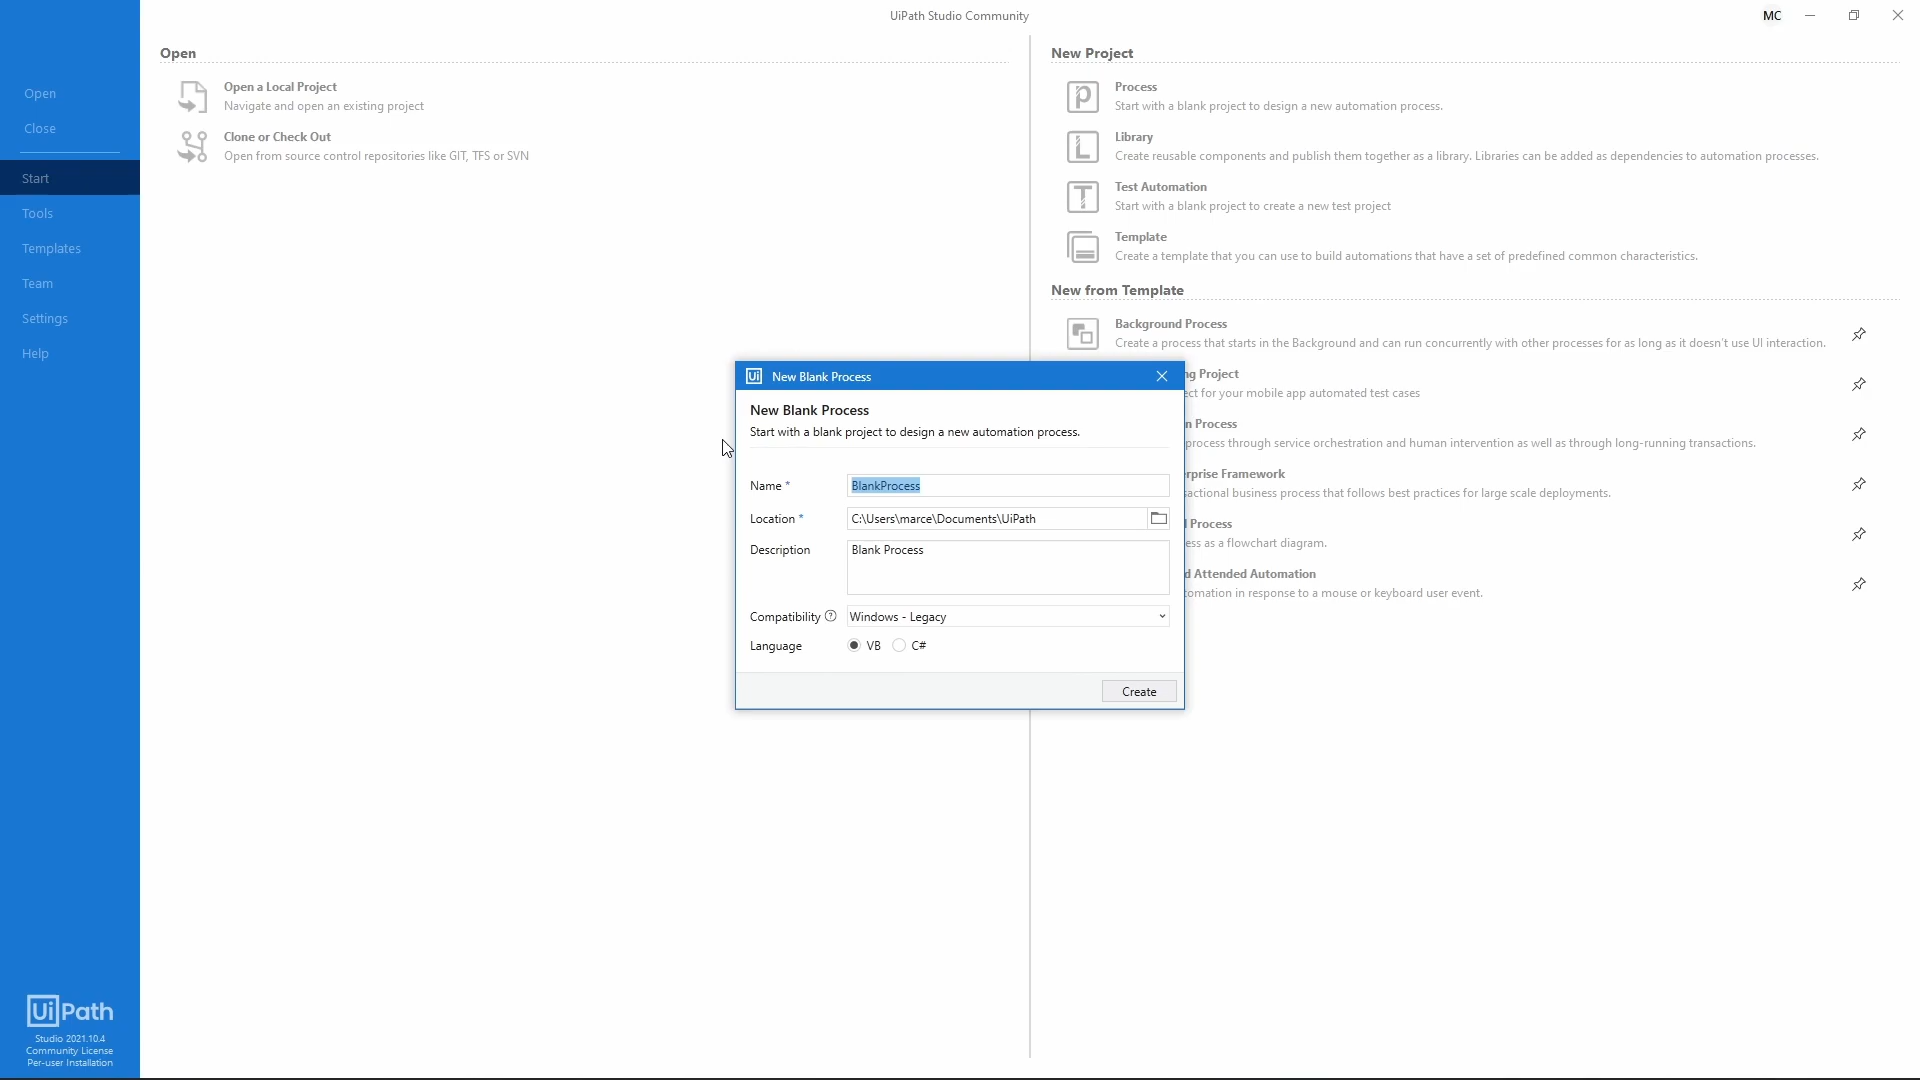 UiPath Studio Community
MC
Open
Close
Start
Tools
Templates
Team
Settings
Help
Open
Open a Local Project
Navigate and open an existing project
Clone or Check Out
Open from source control repositories like GIT, TFS or SVN
New Project
Process
Start with a blank project to design a new automation process.
Library
Create reusable components and publish them together as a library. Libraries can be added as dependencies to automation processes.
Test Automation
Start with a blank project to create a new test project
Template
Create a template that you can use to build automations that have a set of predefined common characteristics.
New from Template
Background Process
Create a process that starts in the Background and can run concurrently with other processes for as long as it doesn't use UI interaction.
ng Project
ect for your mobile app automated test cases
n Process
process through service orchestration and human intervention as well as through long-running transactions.
rprise Framework
sactional business process that follows best practices for large scale deployments.
l Process
ess as a flowchart diagram.
d Attended Automation
omation in response to a mouse or keyboard user event.
Ui New Blank Process
New Blank Process
Start with a blank project to design a new automation process.
Name * BlankProcess
Location * C:\Users\marce\Documents\UiPath
Description Blank Process
Compatibility ? Windows - Legacy
Language VB C#
Create
UiPath
Studio 2021.10.4
Community License
Per-user Installation